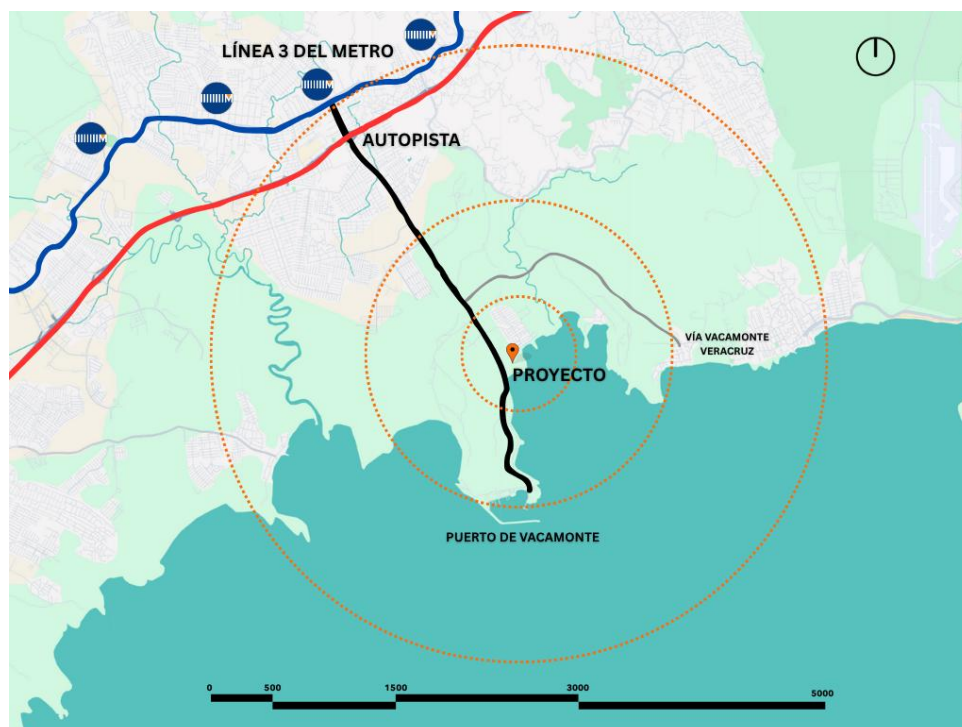 LÍNEA 3 DEL METRO
AUTOPISTA
VÍA VACAMONTE
VERACRUZ
PROYECTO
PUERTO DE VACAMONTE
0 500 1500 3000 5000